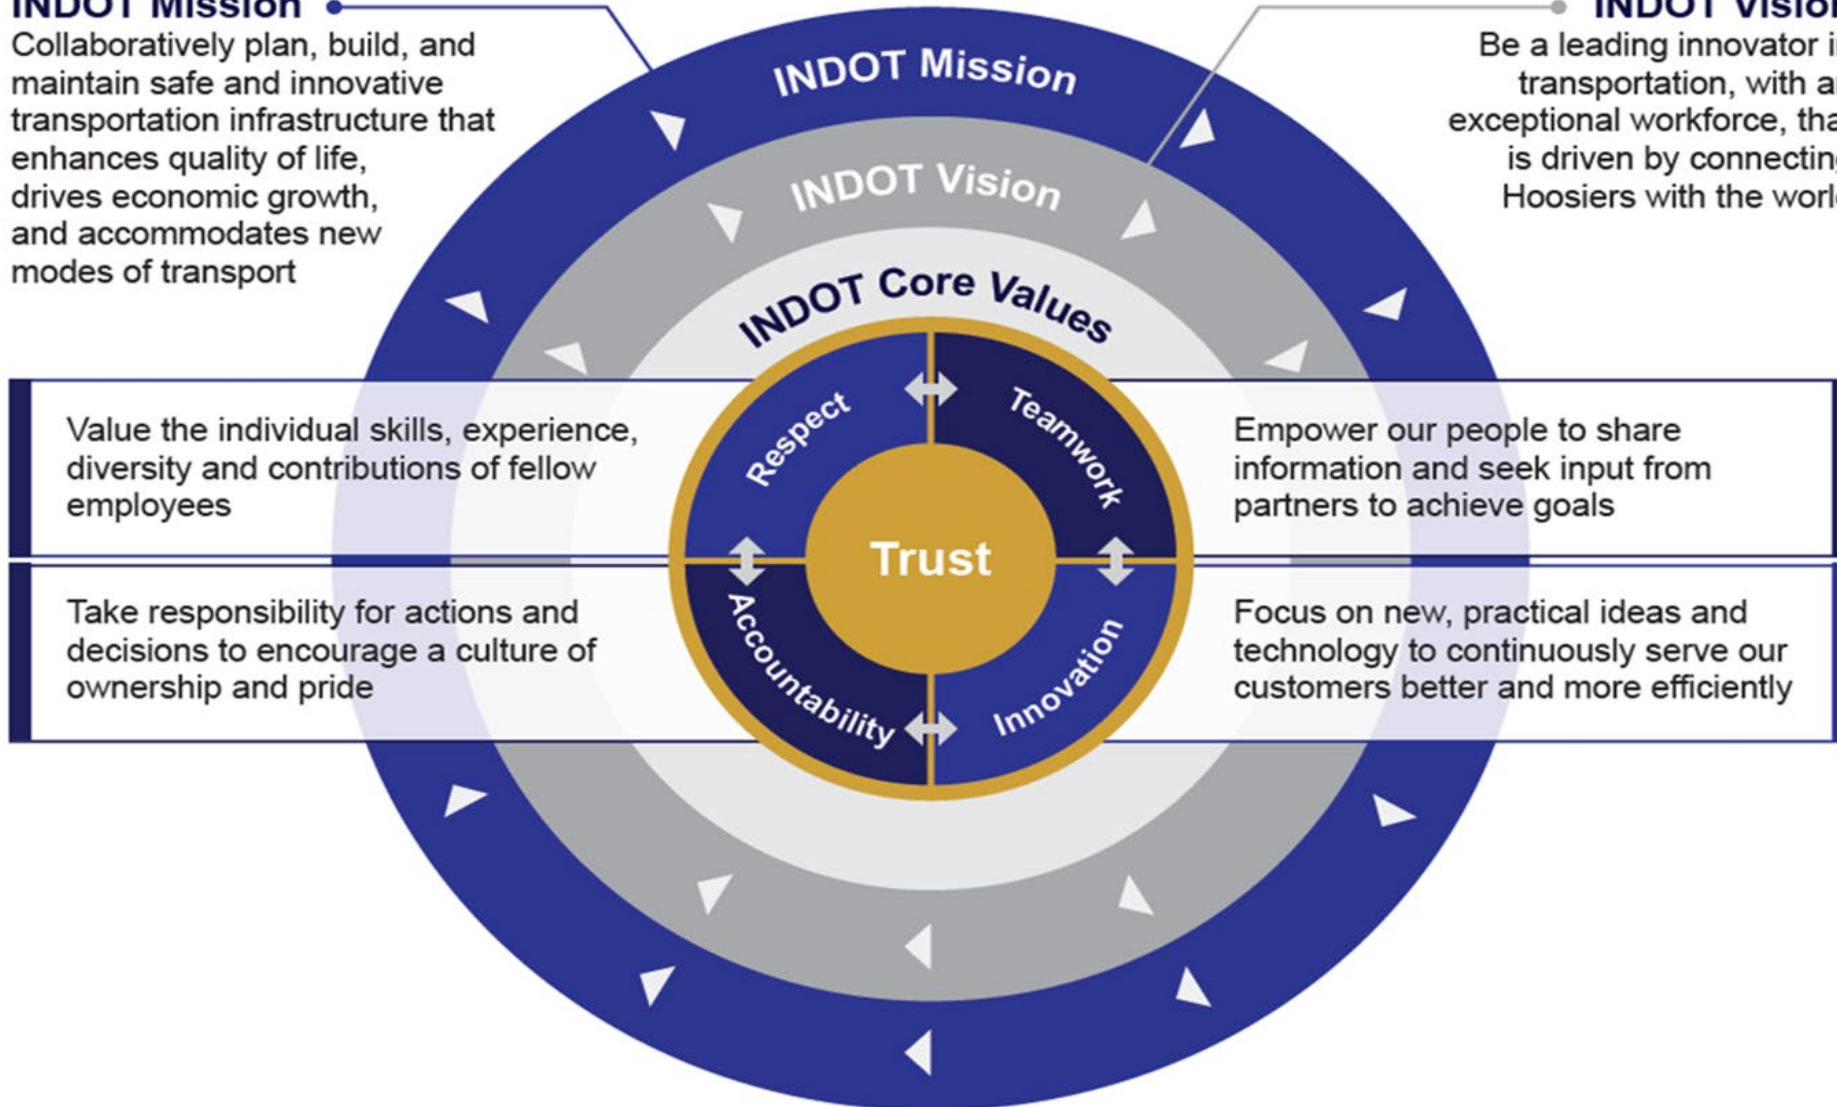 INDOT Mission
Collaboratively plan, build, and
maintain safe and innovative
transportation infrastructure that
enhances quality of life,
drives economic growth,
and accommodates new
modes of transport
INDOT Vision
Be a leading innovator i
transportation, with a
exceptional workforce, tha
is driven by connecting
Hoosiers with the worl
INDOT Mission
INDOT Vision
INDOT Core Values
Respect
Teamwork
Trust
Accountability
Innovation
Value the individual skills, experience,
diversity and contributions of fellow
employees
Empower our people to share
information and seek input from
partners to achieve goals
Take responsibility for actions and
decisions to encourage a culture of
ownership and pride
Focus on new, practical ideas and
technology to continuously serve our
customers better and more efficiently